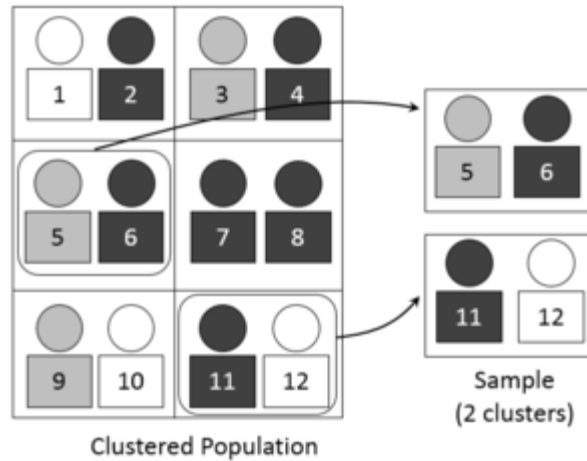 1 2 3 4
5 6 7 8
9 10 11 12
Clustered Population
5 6
11 12
Sample
(2 clusters)